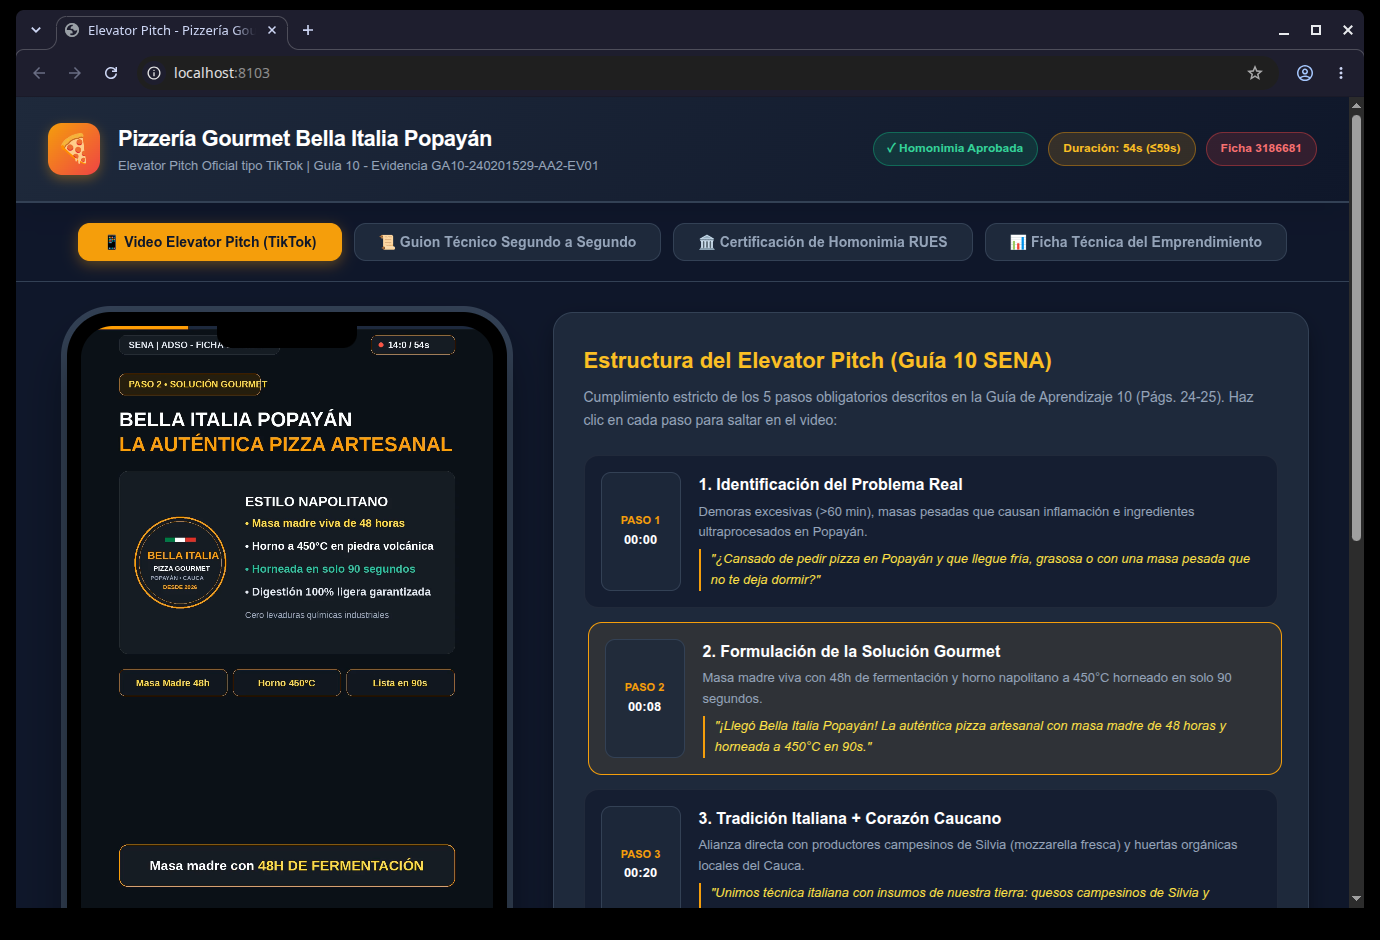 Elevator Pitch - Pizzería Gou
localhost:8103
Pizzería Gourmet Bella Italia Popayán
Elevator Pitch Oficial tipo TikTok | Guía 10 - Evidencia GA10-240201529-AA2-EV01
✓ Homonimia Aprobada
Duración: 54s (≤59s)
Ficha 3186681
📱 Video Elevator Pitch (TikTok)
📜 Guion Técnico Segundo a Segundo
🏛️ Certificación de Homonimia RUES
📊 Ficha Técnica del Emprendimiento
SENA | ADSO - FICHA
14:0 / 54s
PASO 2 • SOLUCIÓN GOURMET
BELLA ITALIA POPAYÁN
LA AUTÉNTICA PIZZA ARTESANAL
BELLA ITALIA
PIZZA GOURMET
POPAYÁN • CAUCA
DESDE 2026
ESTILO NAPOLITANO
• Masa madre viva de 48 horas
• Horno a 450°C en piedra volcánica
• Horneada en solo 90 segundos
• Digestión 100% ligera garantizada
Cero levaduras químicas industriales
Masa Madre 48h
Horno 450°C
Lista en 90s
Masa madre con 48H DE FERMENTACIÓN
Estructura del Elevator Pitch (Guía 10 SENA)
Cumplimiento estricto de los 5 pasos obligatorios descritos en la Guía de Aprendizaje 10 (Págs. 24-25). Haz
clic en cada paso para saltar en el video:
PASO 1
00:00
1. Identificación del Problema Real
Demoras excesivas (>60 min), masas pesadas que causan inflamación e ingredientes
ultraprocesados en Popayán.
"¿Cansado de pedir pizza en Popayán y que llegue fria, grasosa o con una masa pesada que
no te deja dormir?"
PASO 2
00:08
2. Formulación de la Solución Gourmet
Masa madre viva con 48h de fermentación y horno napolitano a 450°C horneado en solo 90
segundos.
"¡Llegó Bella Italia Popayán! La auténtica pizza artesanal con masa madre de 48 horas y
horneada a 450°C en 90s."
PASO 3
00:20
3. Tradición Italiana + Corazón Caucano
Alianza directa con productores campesinos de Silvia (mozzarella fresca) y huertas orgánicas
locales del Cauca.
"Unimos técnica italiana con insumos de nuestra tierra: quesos campesinos de Silvia y